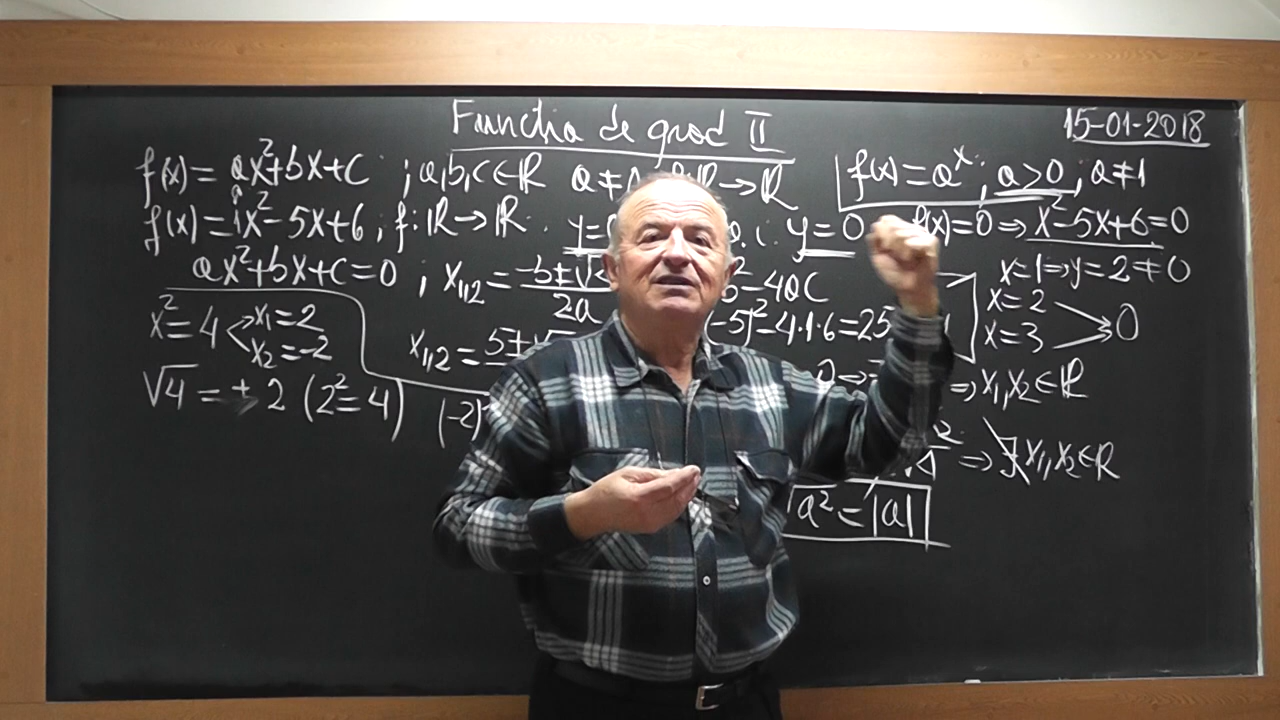 Functia de grad II
15-01-2018
f(x) = ax²+bx+c ; a,b,c ∈ ℝ a≠ ℝ→ℝ
f(x) = a^x ; a>0, a≠1
f(x) = 1x²-5x+6 ; f: ℝ→ℝ. y=0 y=0 f(x)=0 ⇒ x²-5x+6=0
ax²+bx+c=0 ; x₁,₂ = -b±√ / 2a -4ac
x=1⇒y=2≠0
x²=4 x₁=2 x₂=-2
x₁,₂ = 5±√ (-5)²-4·1·6=25
x=2 x=3 0
√4 = ± 2 (2²=4) (-2)
⇒ x₁,x₂∈ℝ
⇒ ∄ x₁,x₂∈ℝ
a² = |a|